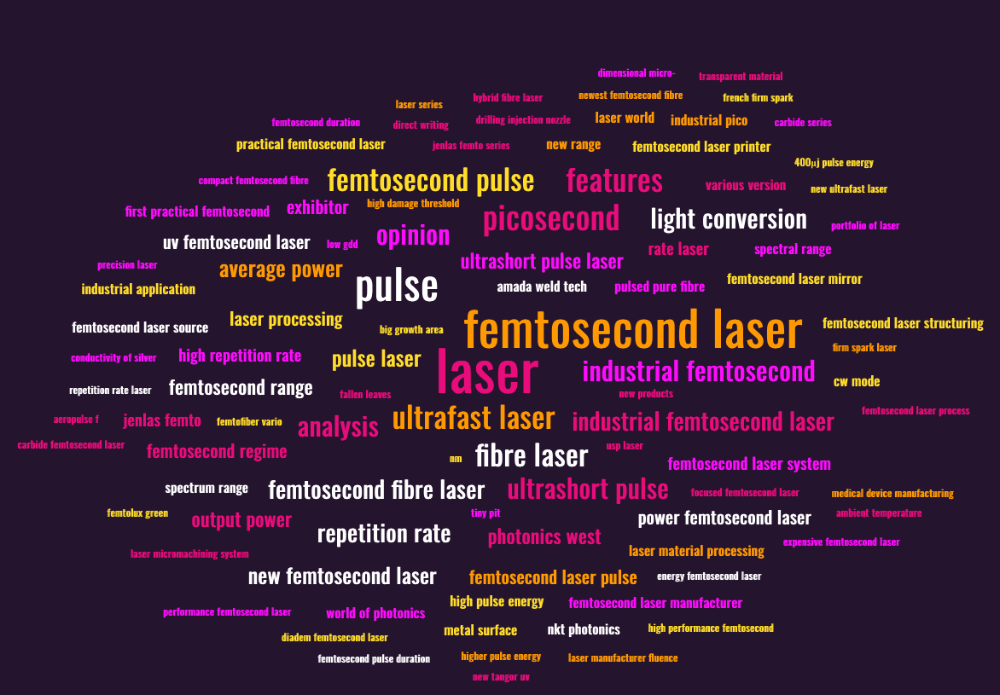 dimensional micro-
transparent material
hybrid fibre laser
newest femtosecond fibre
french firm spark
laser series
femtosecond duration
direct writing
drilling injection nozzle
laser world
industrial pico
carbide series
practical femtosecond laser
jenlas femto series
new range
femtosecond laser printer
400μj pulse energy
compact femtosecond fibre
femtosecond pulse
features
various version
new ultrafast laser
first practical femtosecond
exhibitor
high damage threshold
picosecond
light conversion
portfolio of laser
uv femtosecond laser
low gdd
opinion
rate laser
spectral range
precision laser
average power
ultrashort pulse laser
industrial application
pulse
amada weld tech
pulsed pure fibre
femtosecond laser mirror
femtosecond laser source
laser processing
big growth area
femtosecond laser
femtosecond laser structuring
conductivity of silver
high repetition rate
pulse laser
laser
industrial femtosecond
firm spark laser
cw mode
repetition rate laser
femtosecond range
fallen leaves
new products
aeropulse f
jenlas femto
femtofiber vario
analysis
ultrafast laser
industrial femtosecond laser
femtosecond laser process
carbide femtosecond laser
femtosecond regime
nm
fibre laser
usp laser
femtosecond laser system
spectrum range
femtosecond fibre laser
ultrashort pulse
focused femtosecond laser
medical device manufacturing
femtolux green
output power
tiny pit
power femtosecond laser
ambient temperature
repetition rate
photonics west
expensive femtosecond laser
laser micromachining system
laser material processing
new femtosecond laser
femtosecond laser pulse
energy femtosecond laser
high pulse energy
femtosecond laser manufacturer
performance femtosecond laser
world of photonics
metal surface
nkt photonics
high performance femtosecond
diadem femtosecond laser
femtosecond pulse duration
higher pulse energy
laser manufacturer fluence
new tangor uv